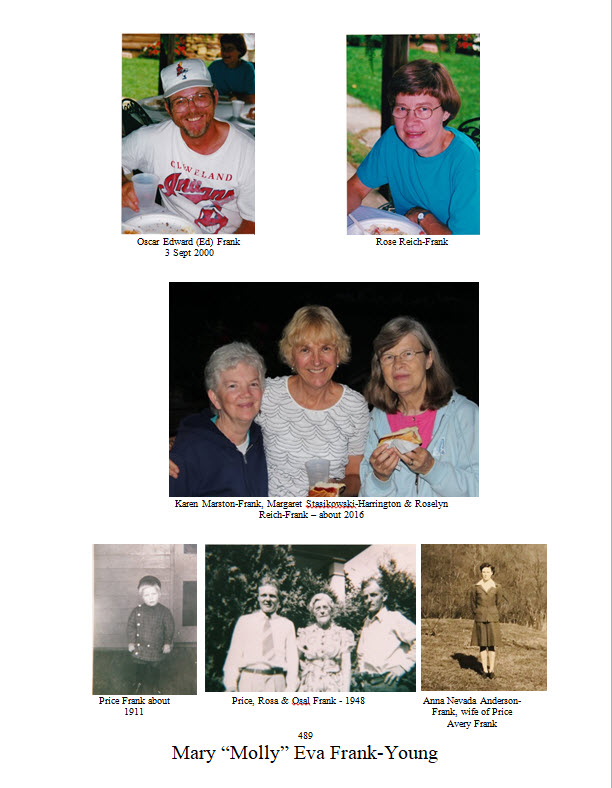 CLEVELAND
Indians
Oscar Edward (Ed) Frank
3 Sept 2000
Rose Reich-Frank
Karen Marston-Frank, Margaret Stasikowski-Harrington & Roselyn
Reich-Frank – about 2016
Price Frank about
1911
Price, Rosa & Osal Frank - 1948
Anna Nevada Anderson-
Frank, wife of Price
Avery Frank
489
Mary “Molly” Eva Frank-Young